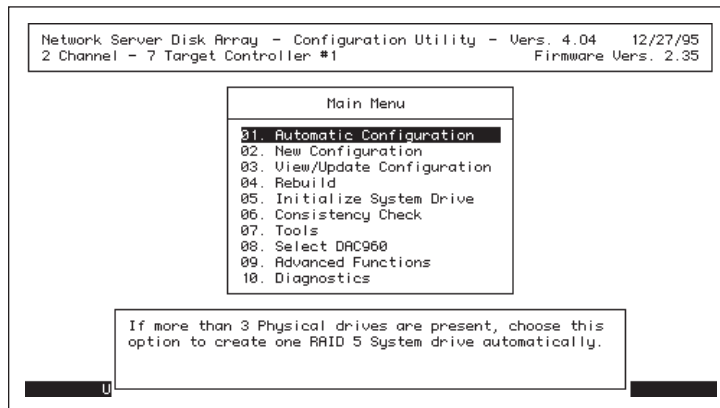 Network Server Disk Array - Configuration Utility - Vers. 4.04 12/27/95
2 Channel - 7 Target Controller #1 Firmware Vers. 2.35
Main Menu
01. Automatic Configuration
02. New Configuration
03. View/Update Configuration
04. Rebuild
05. Initialize System Drive
06. Consistency Check
07. Tools
08. Select DAC960
09. Advanced Functions
10. Diagnostics
If more than 3 Physical drives are present, choose this
option to create one RAID 5 System drive automatically.
U